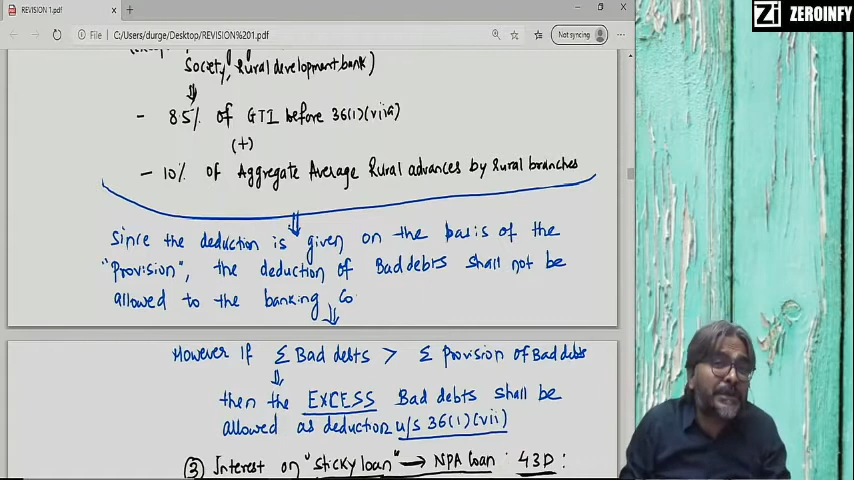 REVISION 1.pdf
File
C:/Users/durge/Desktop/REVISION%201.pdf
Not syncing
Zi ZEROINFY
Society, Rural development bank)
- 8.5% of GTI before 36(1)(viia)
(+)
- 10% of Aggregate Average Rural advances by Rural branches
Since the deduction is given on the basis of the
"Provision", the deduction of Bad debts shall not be
allowed to the banking Co
However If Σ Bad debts > Σ Provision of Bad debts
then the EXCESS Bad debts shall be
allowed as deduction u/s 36(1)(vii)
③ Interest on "sticky loan" → NPA Loan : 43D :